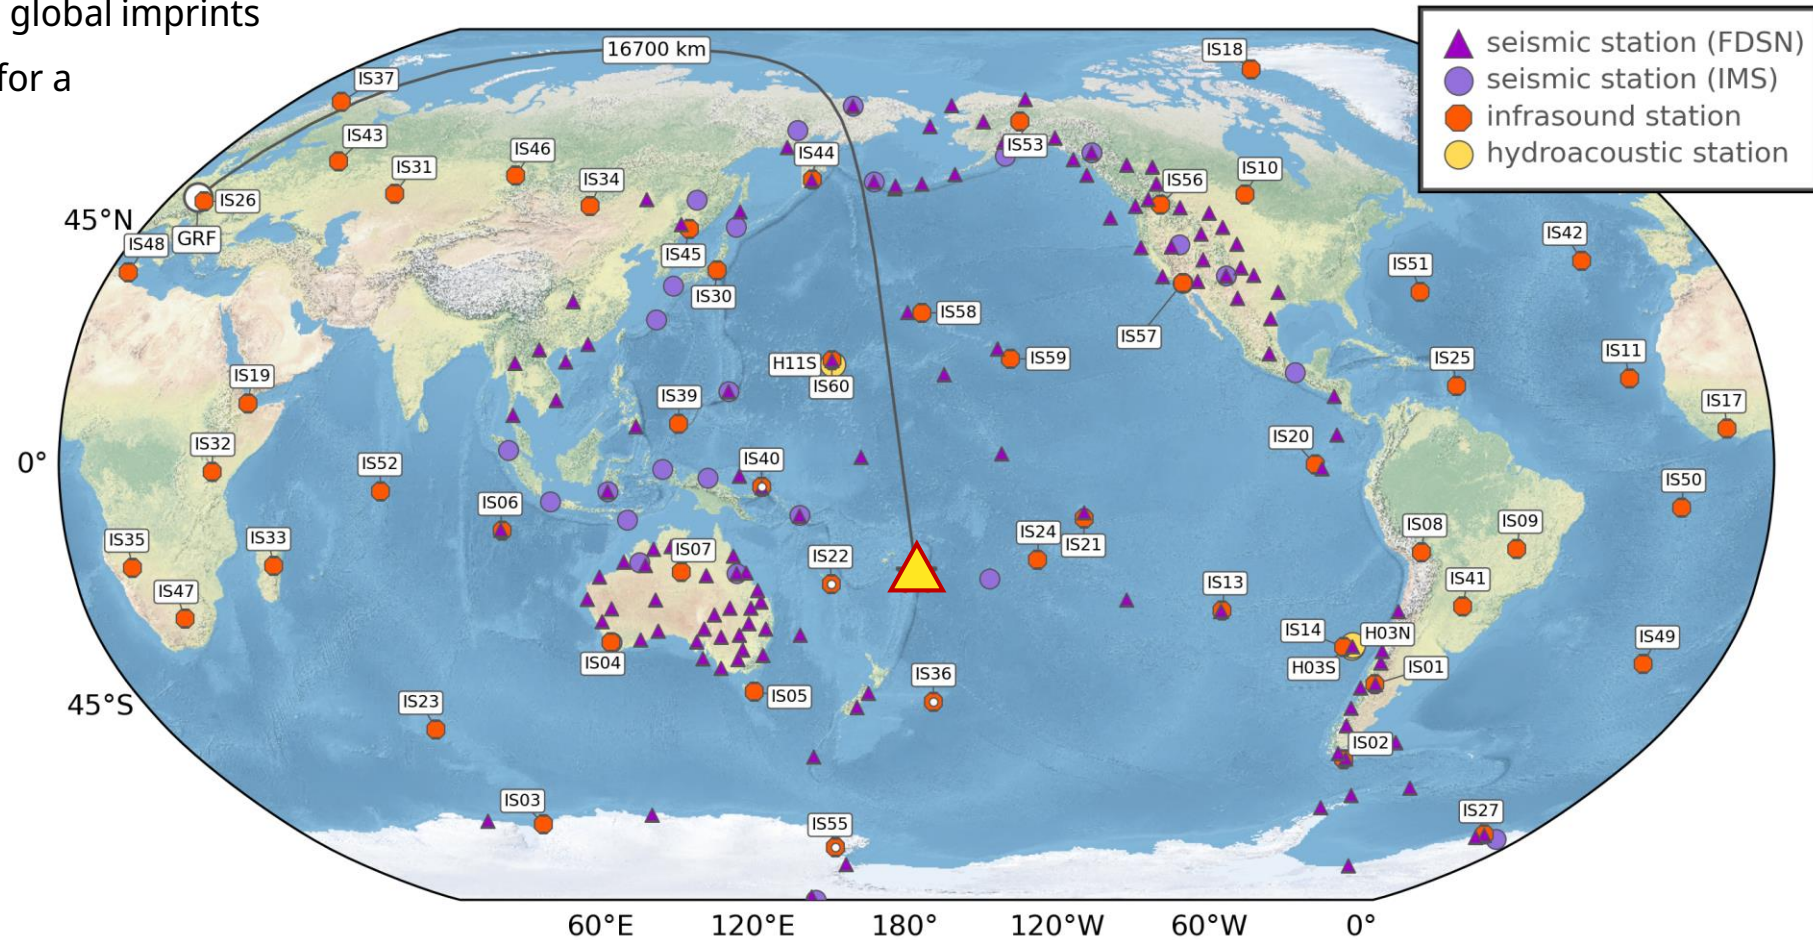 global imprints
for a
seismic station (FDSN)
seismic station (IMS)
infrasound station
hydroacoustic station
16700 km
IS18
IS37
IS43
IS53
IS46
IS44
IS31
IS34
IS56
IS10
IS26
45°N
GRF
IS48
IS42
IS45
IS51
IS30
IS58
IS57
H11S
IS59
IS25
IS11
IS19
IS60
IS39
IS17
IS32
IS20
0°
IS52
IS40
IS50
IS06
IS35
IS33
IS07
IS24
IS21
IS08
IS09
IS22
IS47
IS13
IS41
IS14
H03N
IS49
IS04
H03S
IS01
IS36
IS05
45°S
IS23
IS02
IS03
IS55
IS27
60°E 120°E 180° 120°W 60°W 0°